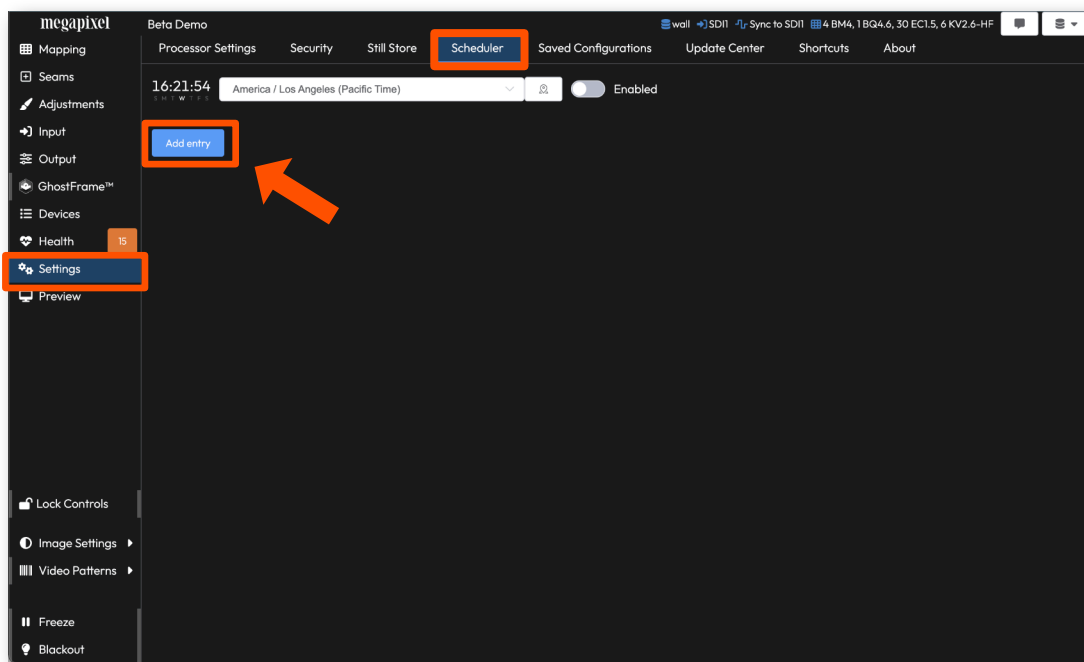 megapixel Beta Demo wall SDI1 Sync to SDI1 4 BM4, 1 BQ4.6, 30 EC1.5, 6 KV2.6-HF
Mapping Processor Settings Security Still Store Scheduler Saved Configurations Update Center Shortcuts About
Seams
16:21:54 America / Los Angeles (Pacific Time) Enabled
S M T W T F S
Adjustments
Input
Add entry
Output
GhostFrame™
Devices
Health 15
Settings
Preview
Lock Controls
Image Settings
Video Patterns
Freeze
Blackout